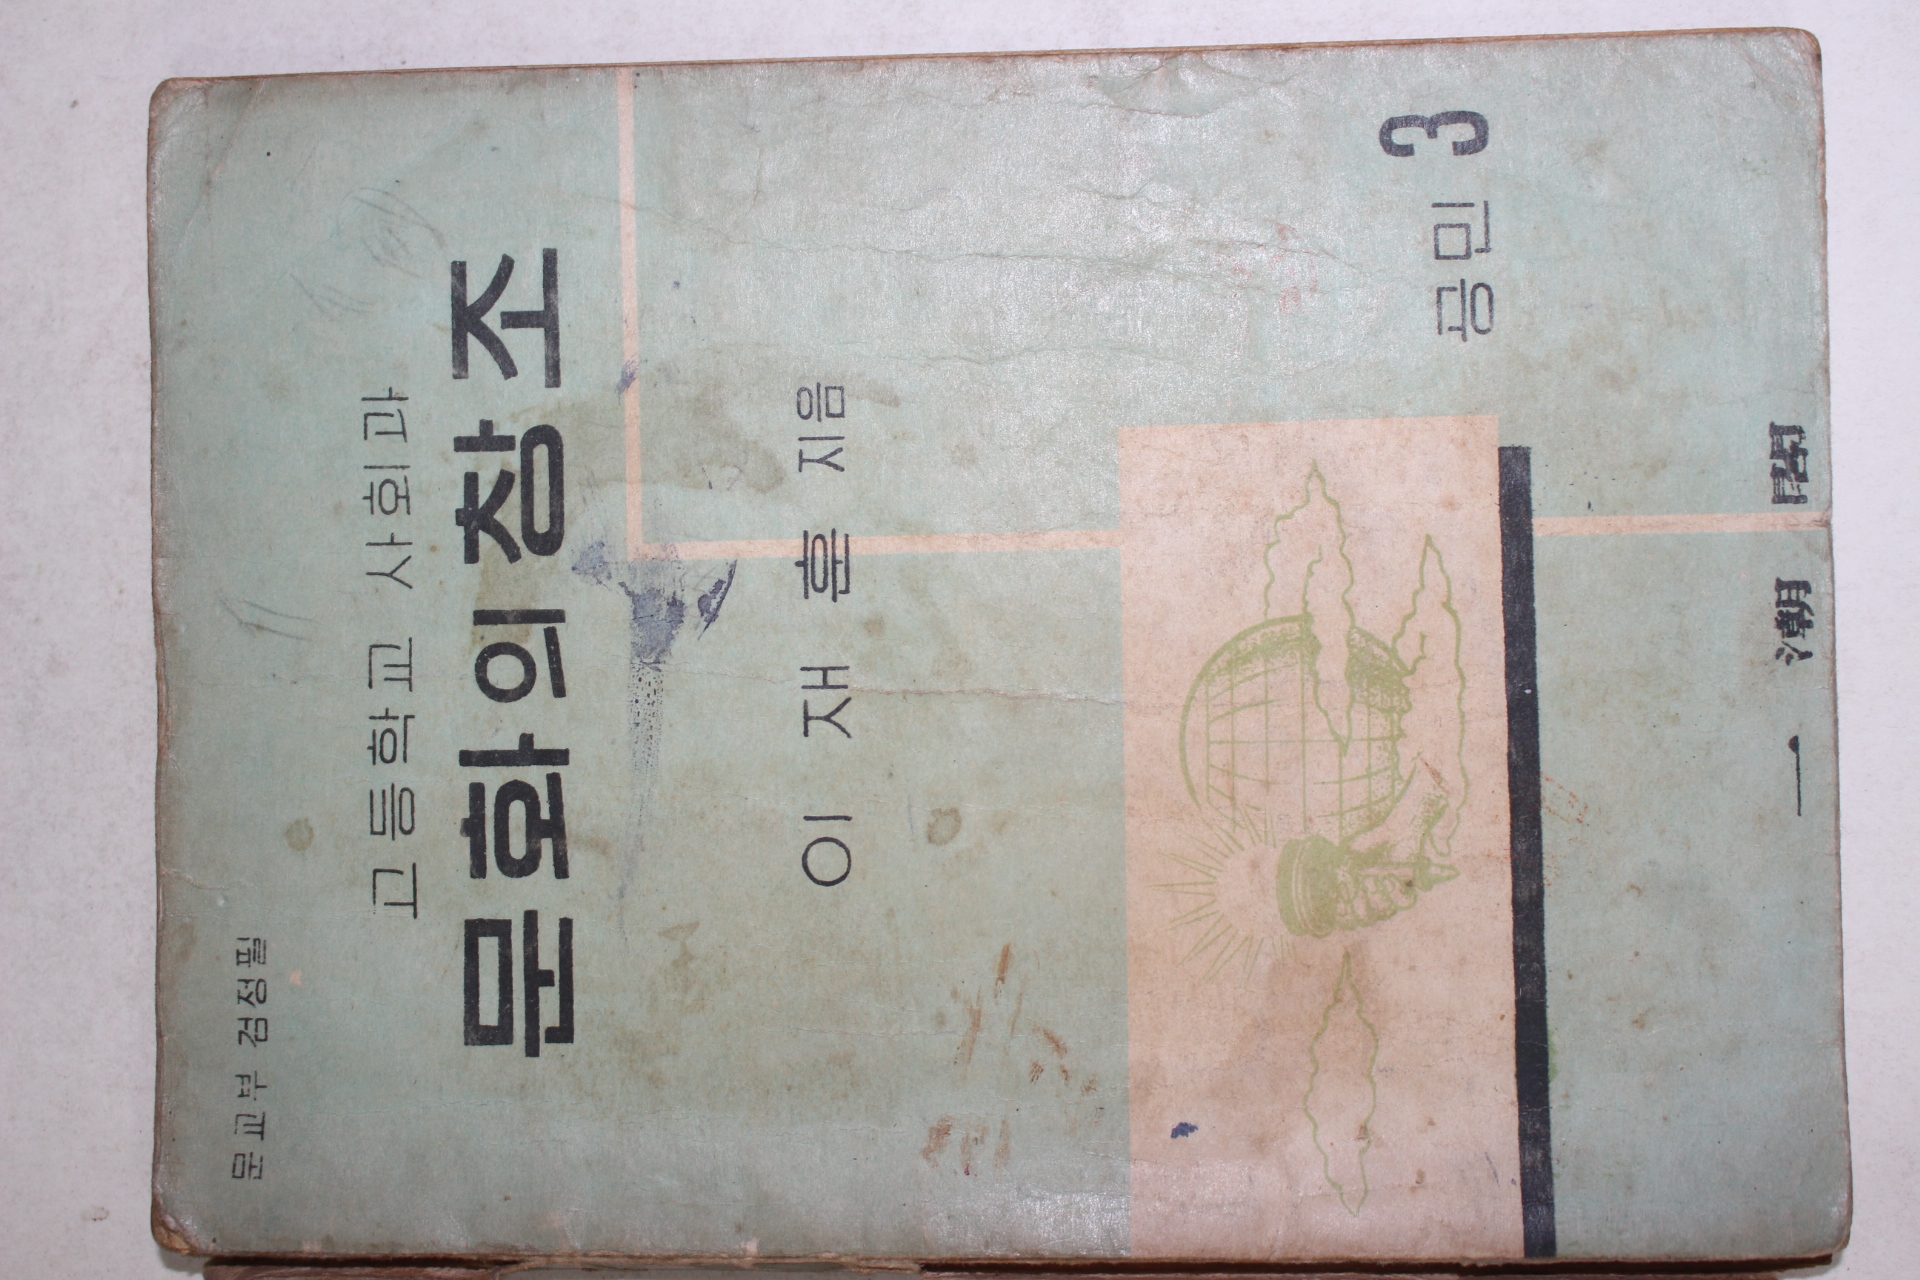 문교부 검정필
고등학교 사회과
문화의 창조
이 재 훈 지음
공민 3
一 潮 閣